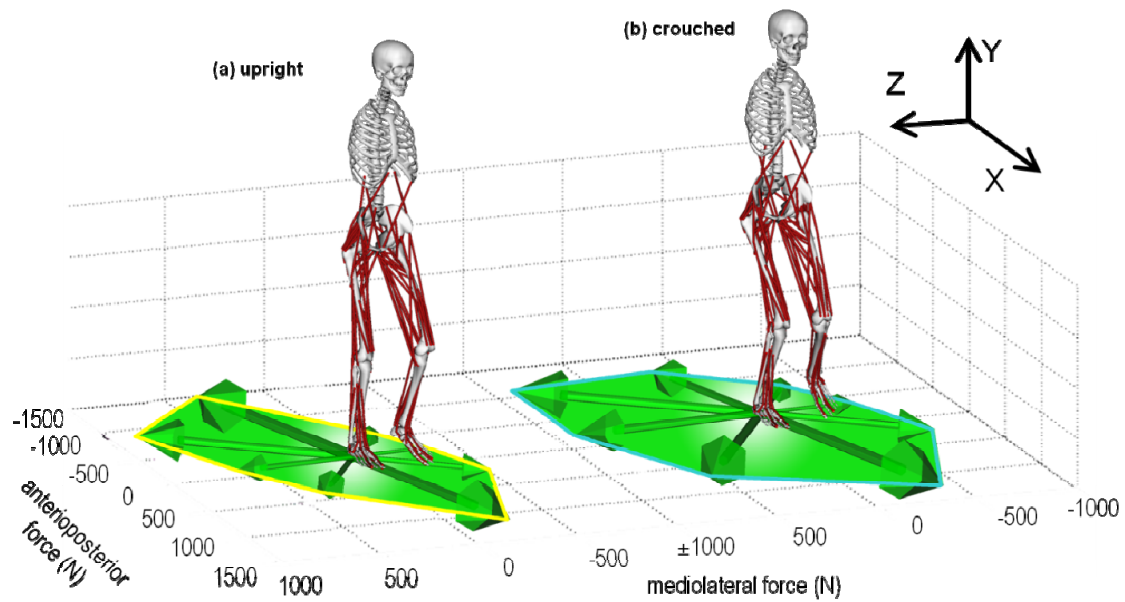 (b) crouched
(a) upright
Y
Z
X
-1500
-1000
-500
0
500
1000
1500
anterioposterior
force (N)
1000
500
0
-500
±1000
500
0
-500
-1000
mediolateral force (N)